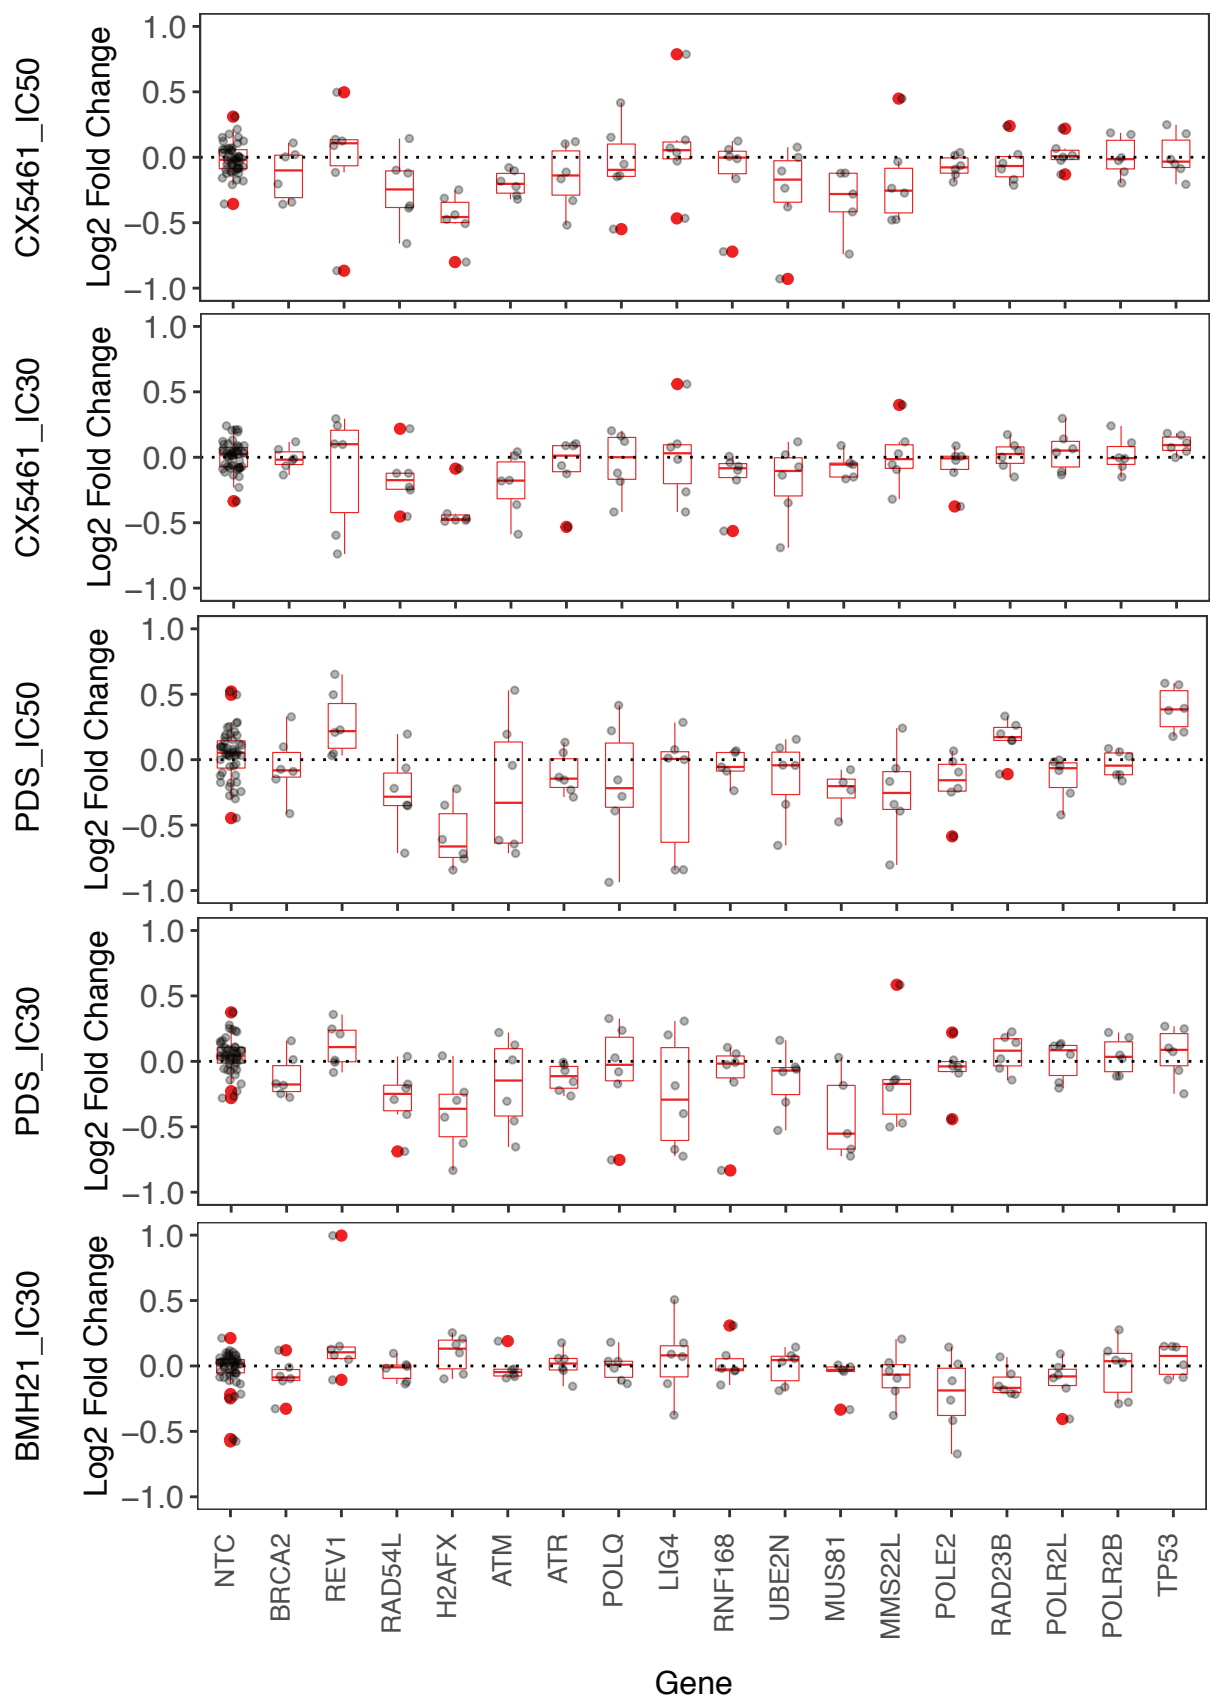 CX5461_IC50
Log2 Fold Change
1.0
0.5
0.0
−0.5
−1.0
CX5461_IC30
Log2 Fold Change
1.0
0.5
0.0
−0.5
−1.0
PDS_IC50
Log2 Fold Change
1.0
0.5
0.0
−0.5
−1.0
PDS_IC30
Log2 Fold Change
1.0
0.5
0.0
−0.5
−1.0
BMH21_IC30
Log2 Fold Change
1.0
0.5
0.0
−0.5
−1.0
NTC
BRCA2
REV1
RAD54L
H2AFX
ATM
ATR
POLQ
LIG4
RNF168
UBE2N
MUS81
MMS22L
POLE2
RAD23B
POLR2L
POLR2B
TP53
Gene